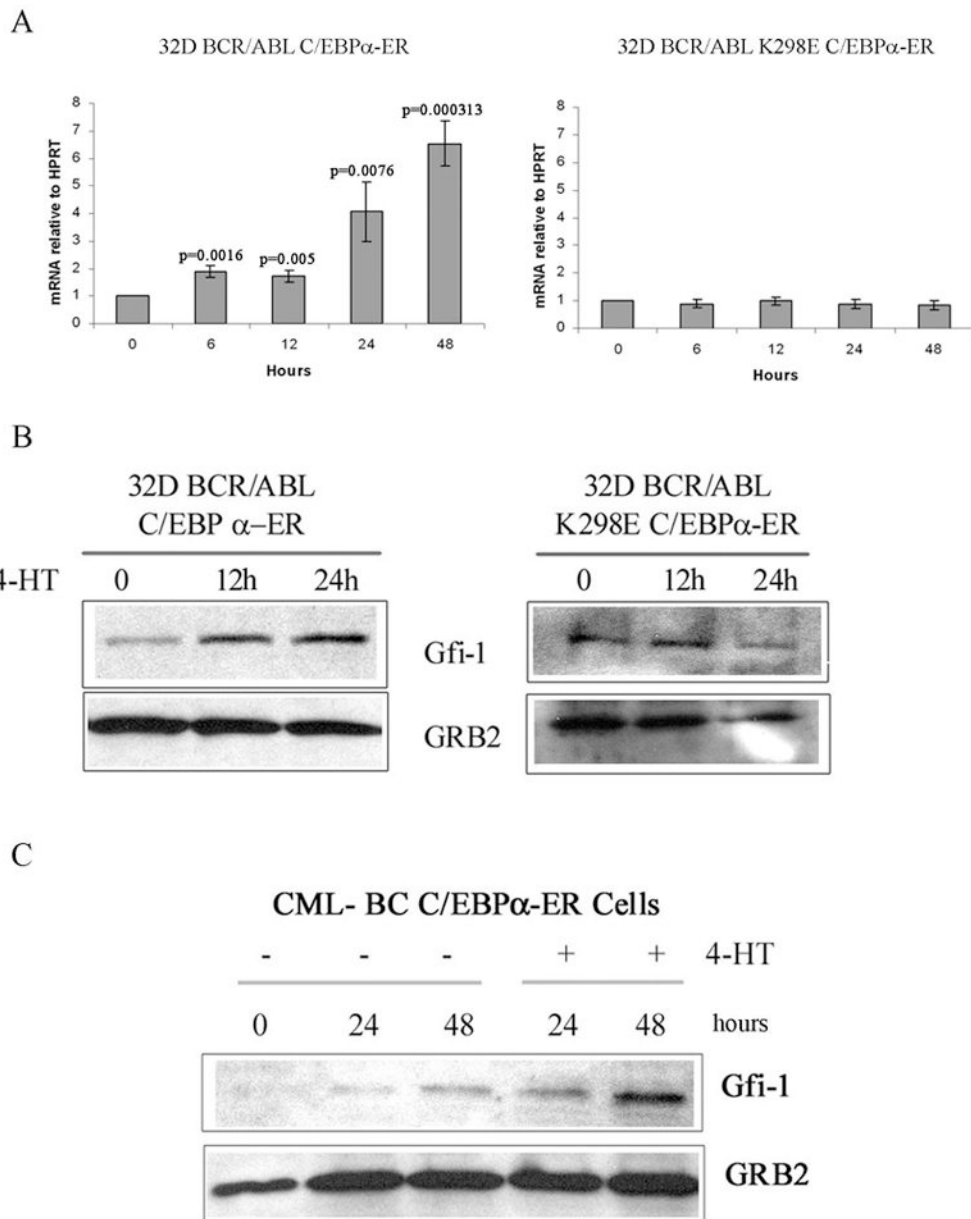 A
32D BCR/ABL C/EBPα-ER
mRNA relative to HPRT
8
7
6
5
4
3
2
1
0
p=0.0016
p=0.005
p=0.0076
p=0.000313
0 6 12 24 48
Hours
32D BCR/ABL K298E C/EBPα-ER
mRNA relative to HPRT
8
7
6
5
4
3
2
1
0
0 6 12 24 48
Hours
B
32D BCR/ABL
C/EBP α–ER
4-HT 0 12h 24h
32D BCR/ABL
K298E C/EBPα-ER
0 12h 24h
Gfi-1
GRB2
C
CML- BC C/EBPα-ER Cells
- - - + + 4-HT
0 24 48 24 48 hours
Gfi-1
GRB2